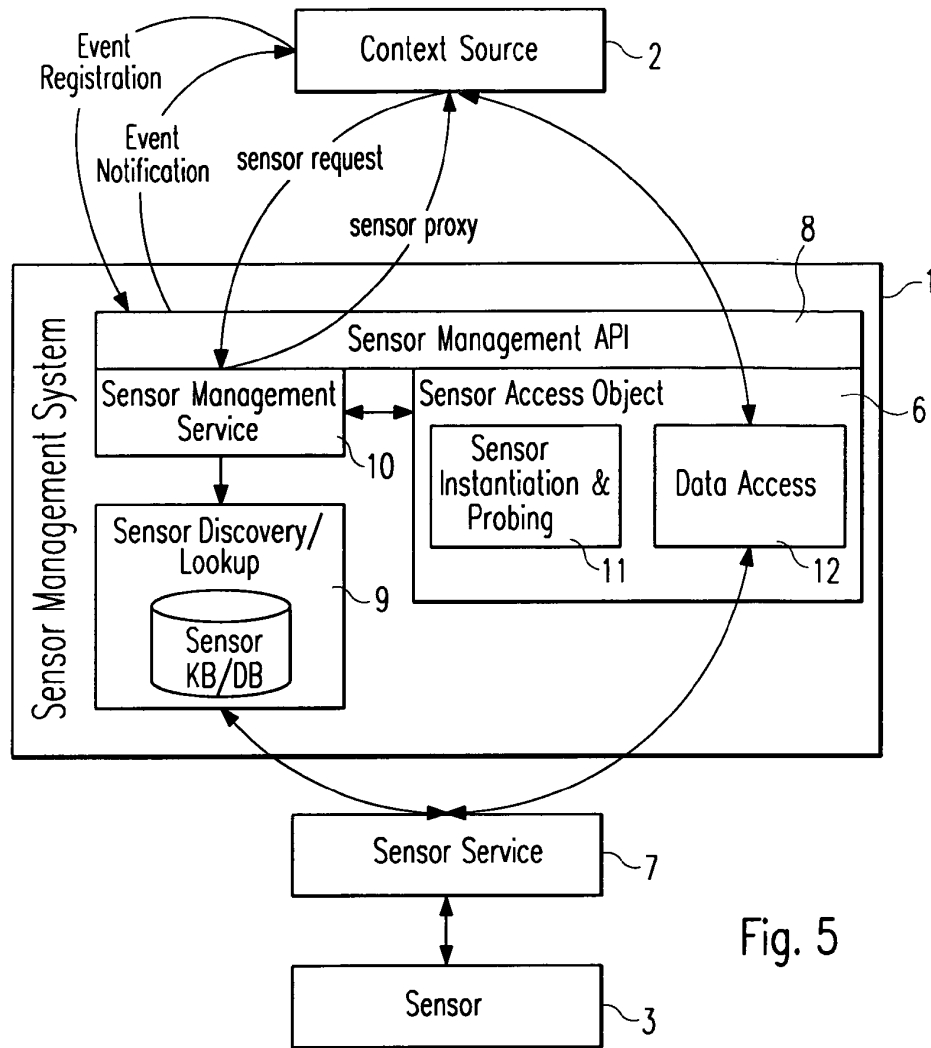 Context Source
2
Event
Registration
Event
Notification
sensor request
sensor proxy
8
1
Sensor Management System
Sensor Management API
Sensor Management
Service
10
Sensor Access Object
6
Sensor
Instantiation &
Probing
11
Data Access
12
Sensor Discovery/
Lookup
9
Sensor
KB/DB
Sensor Service
7
Fig. 5
Sensor
3